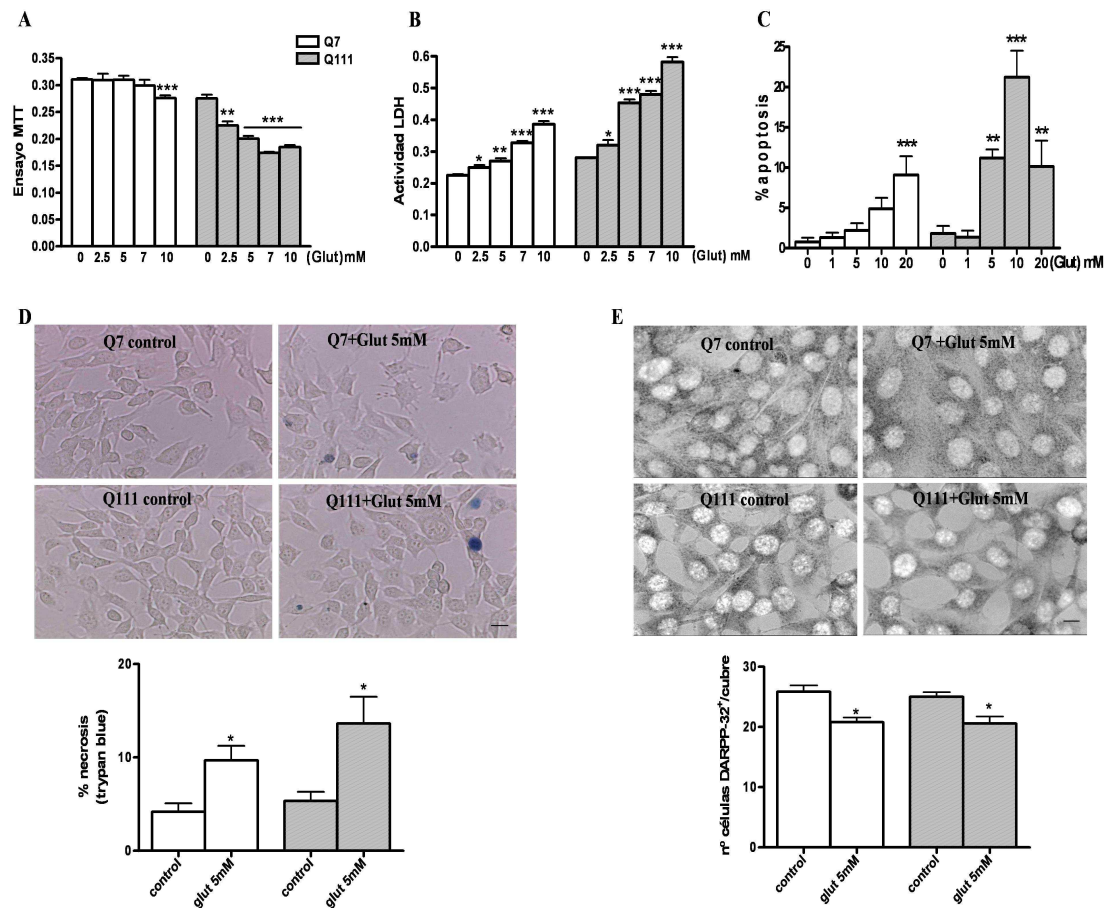 A
B
C
Q7
Q111
Ensayo MTT
0.35
0.30
0.25
0.20
0.15
0.10
0.05
0.00
***
**
***
0 2.5 5 7 10 0 2.5 5 7 10 (Glut)mM
Actividad LDH
0.6
0.4
0.2
0.0
* ** *** ***
* *** *** ***
0 2.5 5 7 10 0 2.5 5 7 10 (Glut) mM
% apoptosis
25
20
15
10
5
0
***
** *** **
0 1 5 10 20 0 1 5 10 20 (Glut) mM
D
Q7 control
Q7+Glut 5mM
Q111 control
Q111+Glut 5mM
% necrosis
(trypan blue)
20
10
0
*
*
control
glut 5mM
control
glut 5mM
E
Q7 control
Q7 +Glut 5mM
Q111 control
Q111+Glut 5mM
nº células DARPP-32+/cubre
30
20
10
0
*
*
control
glut 5mM
control
glut 5mM